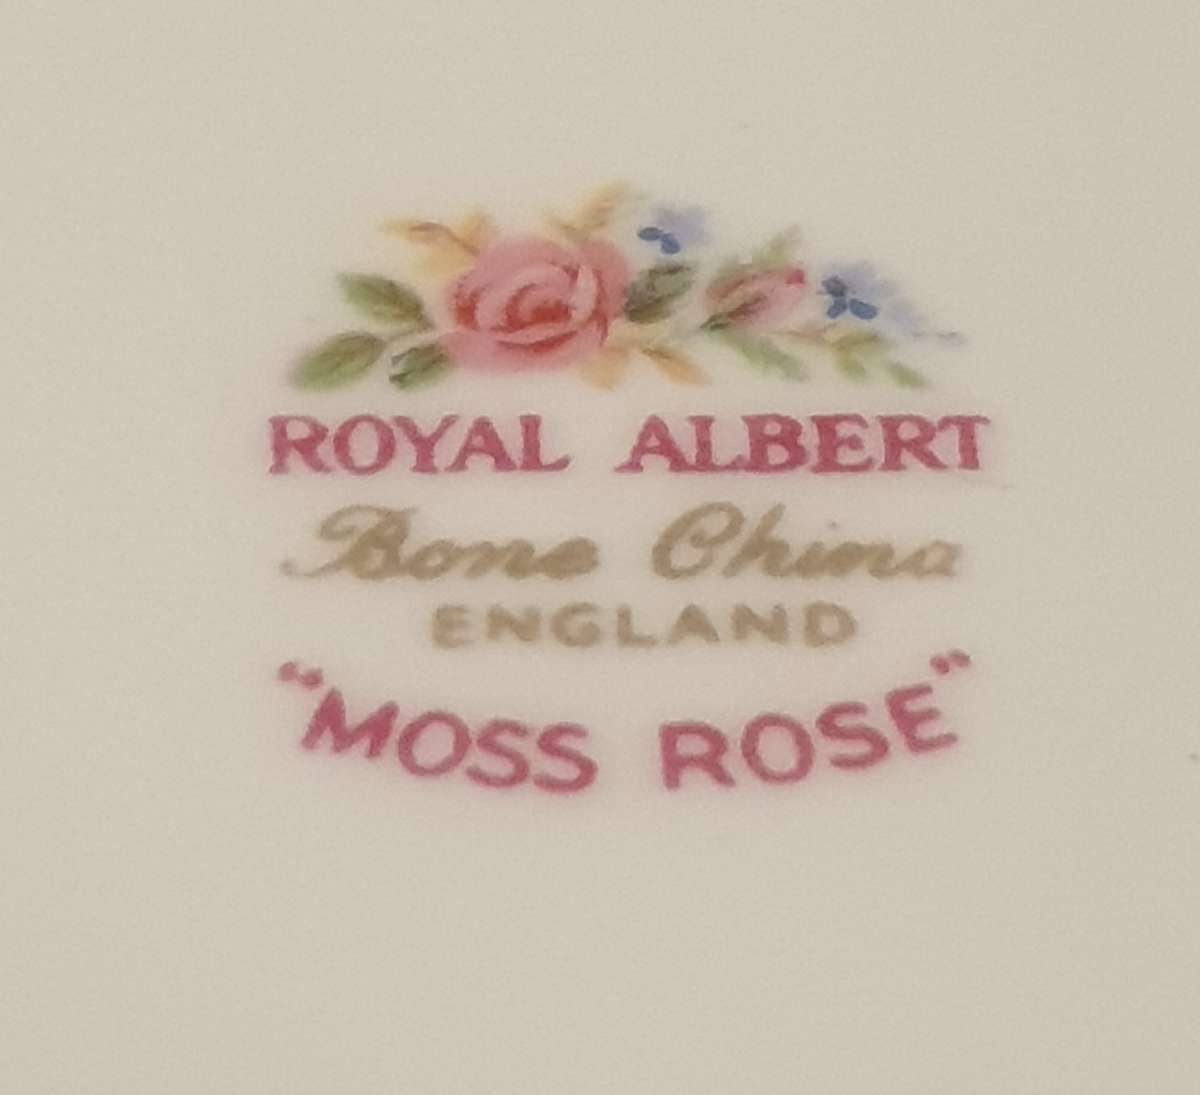 ROYAL ALBERT
Bone China
ENGLAND
"MOSS ROSE"